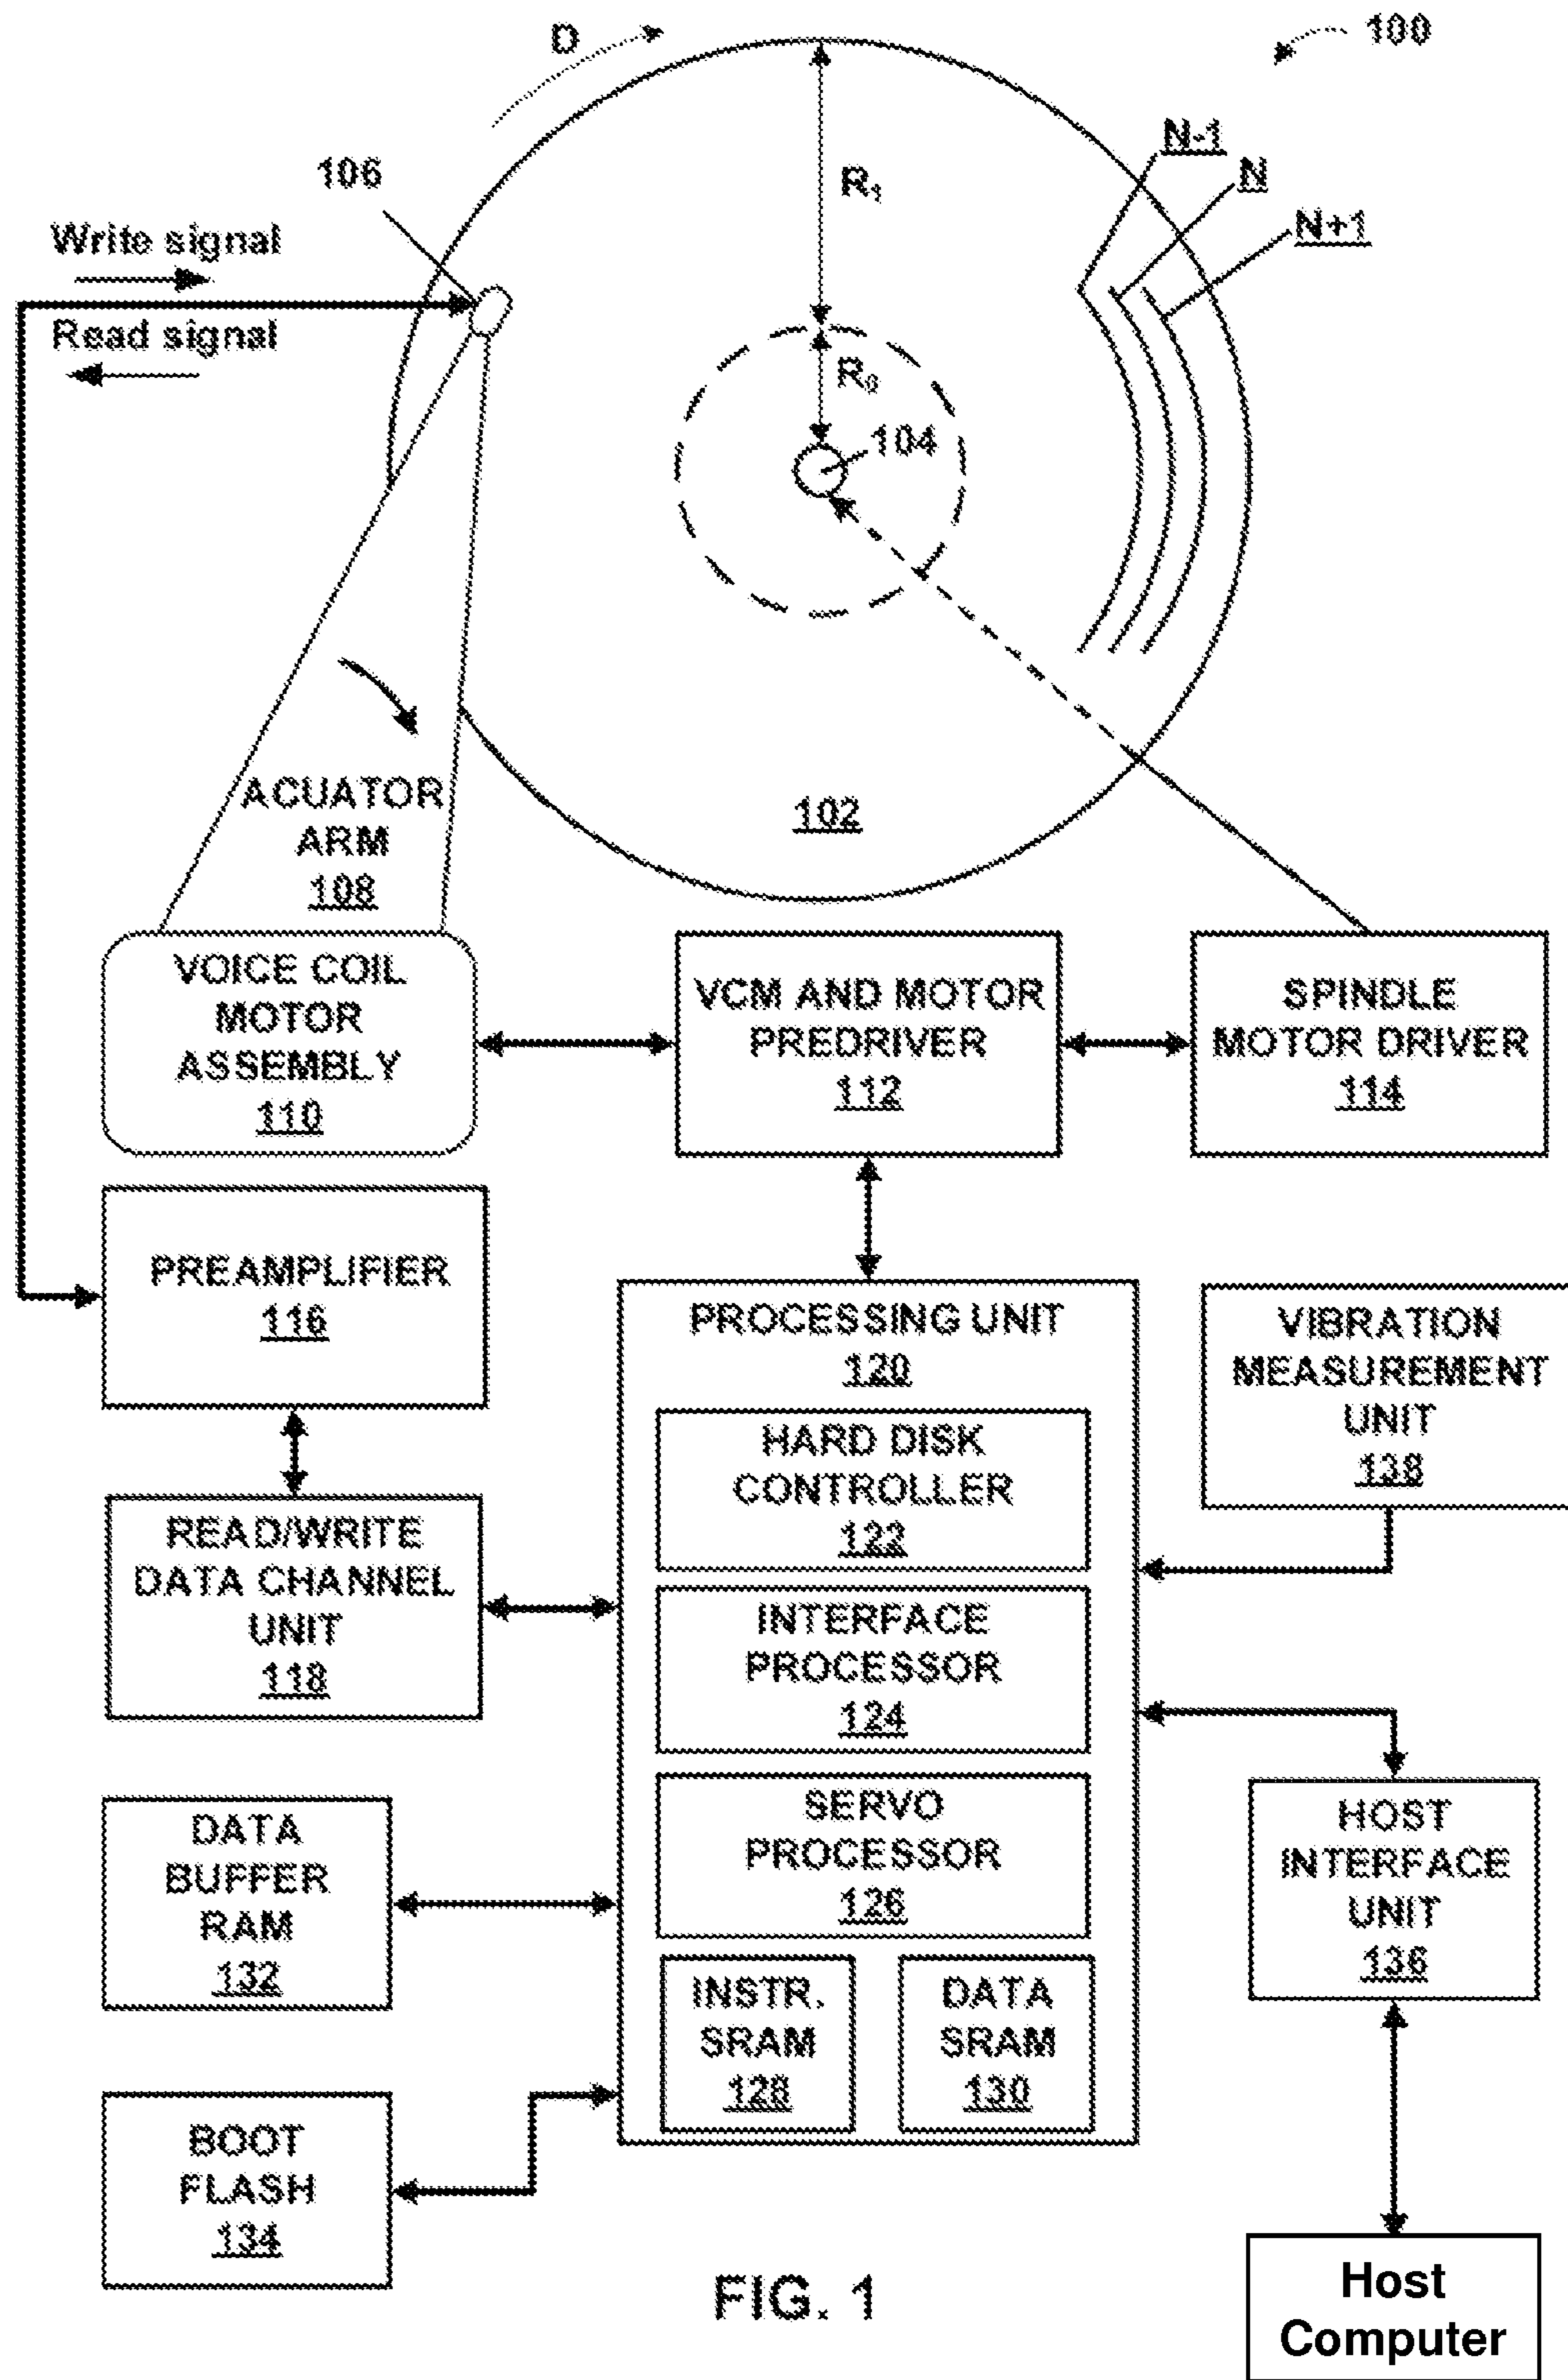 D
100
N-1
N
N+1
106
R1
Write signal
Read signal
R0
104
ACUATOR
ARM
108
102
VOICE COIL
MOTOR
ASSEMBLY
110
VCM AND MOTOR
PREDRIVER
112
SPINDLE
MOTOR DRIVER
114
PREAMPLIFIER
116
PROCESSING UNIT
120
VIBRATION
MEASUREMENT
UNIT
138
HARD DISK
CONTROLLER
122
READ/WRITE
DATA CHANNEL
UNIT
118
INTERFACE
PROCESSOR
124
SERVO
PROCESSOR
126
DATA
BUFFER
RAM
132
HOST
INTERFACE
UNIT
136
INSTR.
SRAM
128
DATA
SRAM
130
BOOT
FLASH
134
FIG. 1
Host
Computer